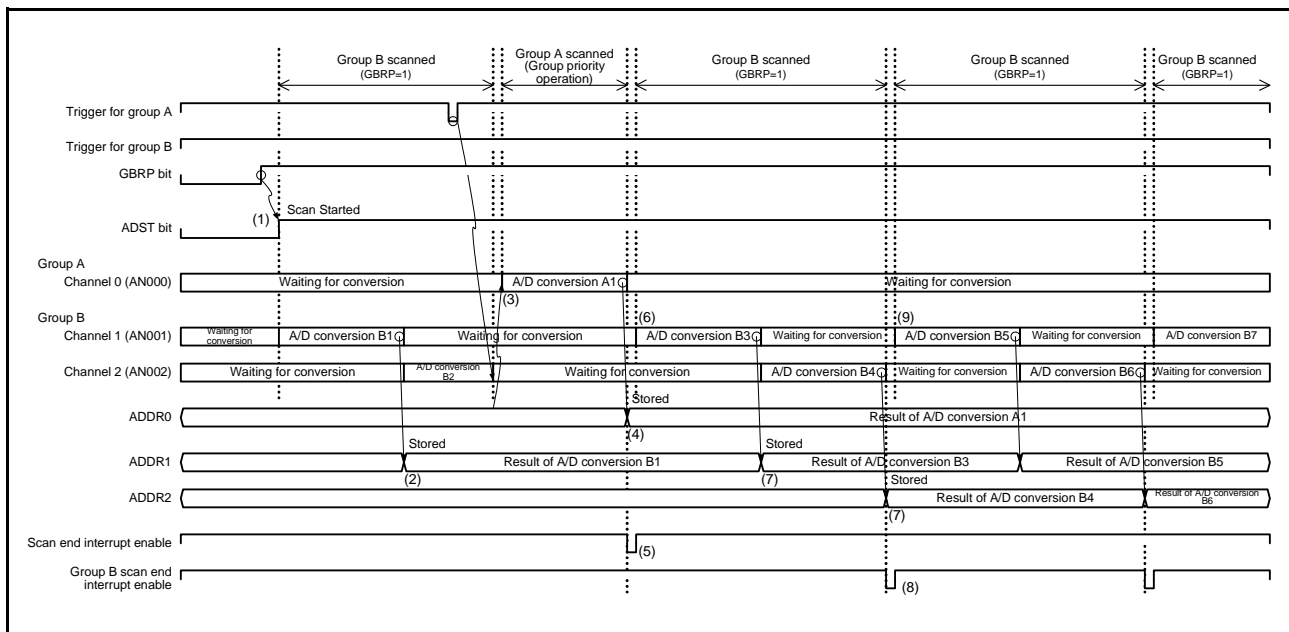 Group B scanned
(GBRP=1)
Group A scanned
(Group priority
operation)
Group B scanned
(GBRP=1)
Group B scanned
(GBRP=1)
Group B scanned
(GBRP=1)
Trigger for group A
Trigger for group B
GBRP bit
(1)
Scan Started
ADST bit
Group A
Channel 0 (AN000)
Waiting for conversion
A/D conversion A1
Waiting for conversion
(3)
Group B
(6)
(9)
Channel 1 (AN001)
Waiting for
conversion
A/D conversion B1
Waiting for conversion
A/D conversion B3
Waiting for conversion
A/D conversion B5
Waiting for conversion
A/D conversion B7
Channel 2 (AN002)
Waiting for conversion
A/D conversion
B2
Waiting for conversion
A/D conversion B4
Waiting for conversion
A/D conversion B6
Waiting for conversion
Stored
ADDR0
Result of A/D conversion A1
(4)
Stored
Stored
ADDR1
Result of A/D conversion B1
Result of A/D conversion B3
Result of A/D conversion B5
(2)
(7)
Stored
ADDR2
Result of A/D conversion B4
Result of A/D conversion
B6
(7)
Scan end interrupt enable
(5)
Group B scan end
interrupt enable
(8)